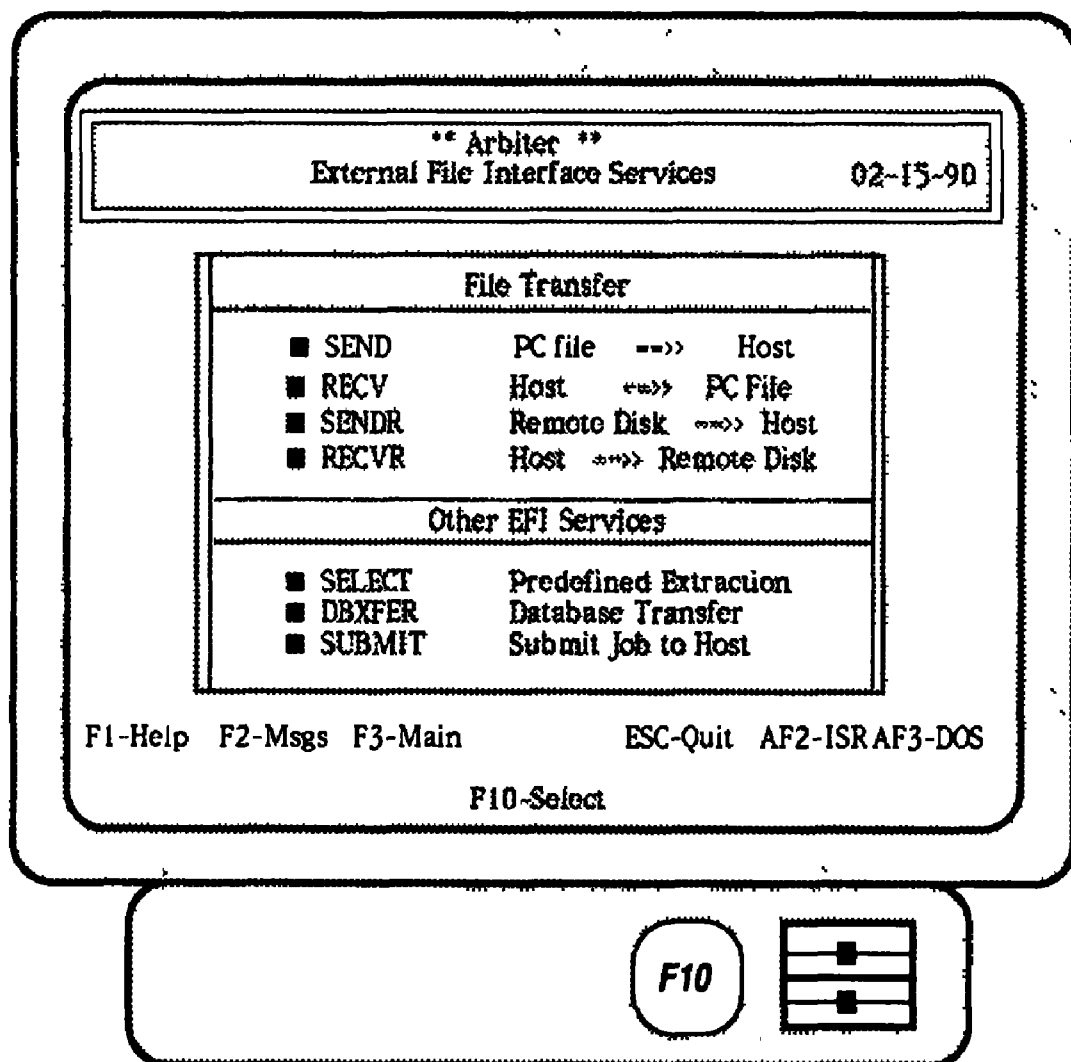 ** Arbiter **
External File Interface Services 02-15-90
File Transfer
■ SEND PC file ==>> Host
■ RECV Host ==>> PC File
■ SENDR Remote Disk ==>> Host
■ RECVR Host ==>> Remote Disk
Other EFI Services
■ SELECT Predefined Extraction
■ DBXFER Database Transfer
■ SUBMIT Submit Job to Host
F1-Help F2-Msgs F3-Main ESC-Quit AF2-ISR AF3-DOS
F10-Select
F10